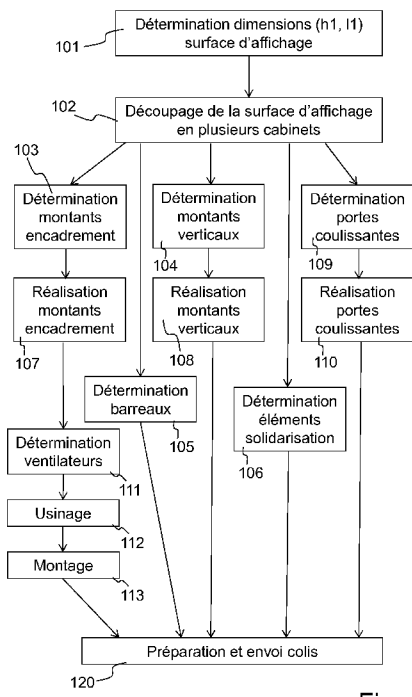 Détermination dimensions (h1, l1)
surface d'affichage
101
102
Découpage de la surface d'affichage
en plusieurs cabinets
103
Détermination
montants
encadrement
Détermination
montants
verticaux
104
Détermination
portes
coulissantes
109
Réalisation
montants
encadrement
107
Réalisation
montants
verticaux
108
Réalisation
portes
coulissantes
110
Détermination
barreaux
105
Détermination
éléments
solidarisation
106
Détermination
ventilateurs
111
Usinage
112
Montage
113
Préparation et envoi colis
120